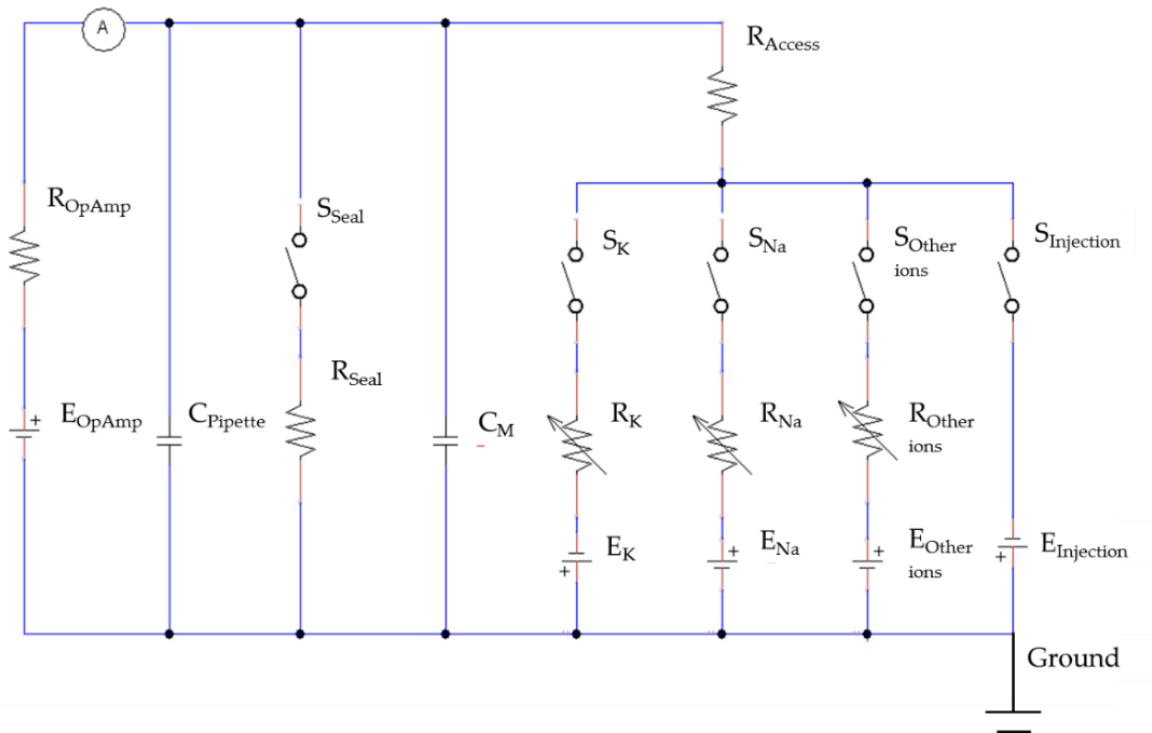 A
RAccess
ROpAmp
SSeal
SK
SNa
SOther
ions
SInjection
RSeal
EOpAmp
+
CPipette
CM
RK
RNa
ROther
ions
EK
+
ENa
+
EOther
ions
+
EInjection
+
Ground